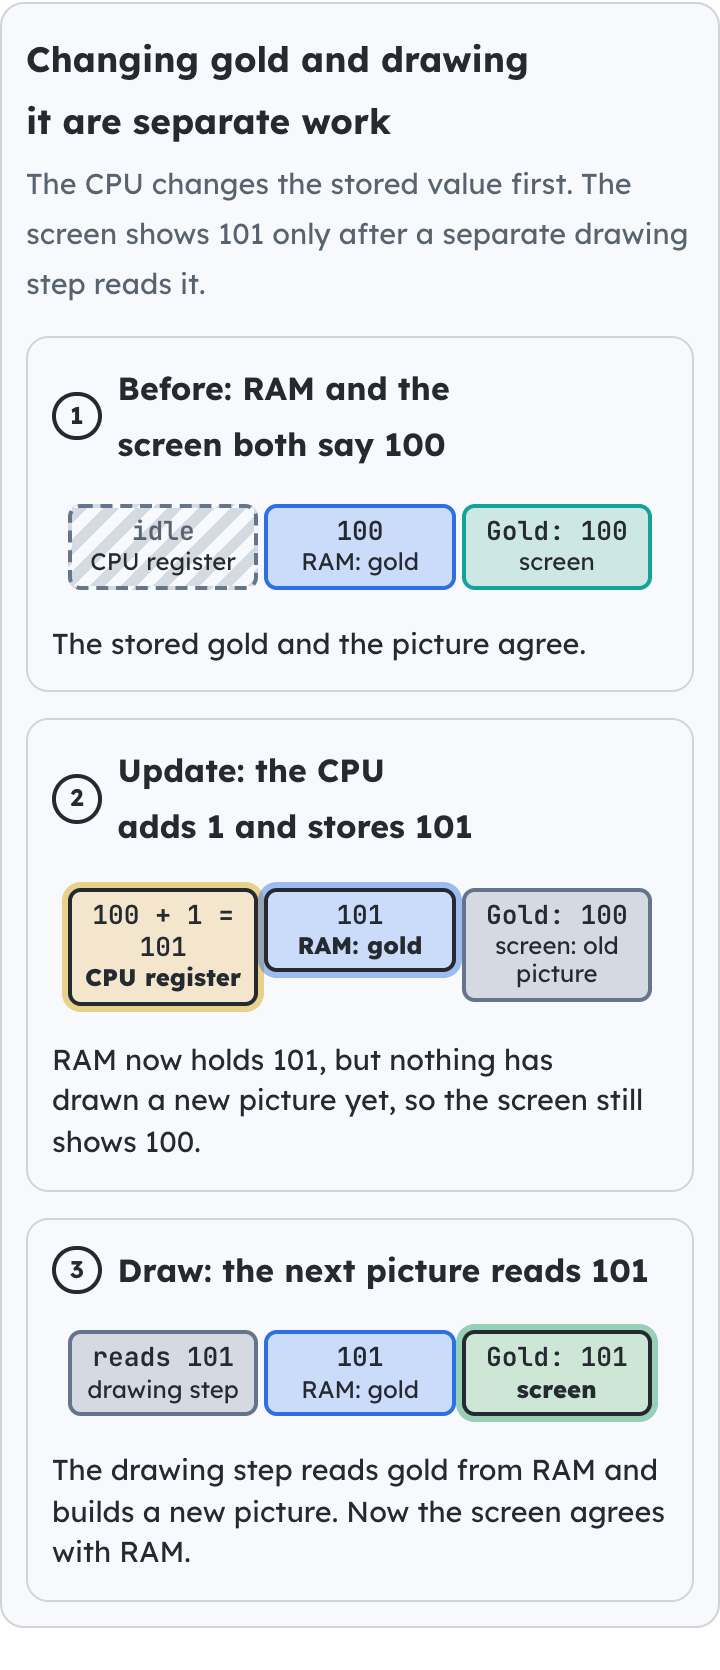 Changing gold and drawing
it are separate work
The CPU changes the stored value first. The
screen shows 101 only after a separate drawing
step reads it.
1
Before: RAM and the
screen both say 100
idle
CPU register
100
RAM: gold
Gold: 100
screen
The stored gold and the picture agree.
2
Update: the CPU
adds 1 and stores 101
100 + 1 =
101
CPU register
101
RAM: gold
Gold: 100
screen: old
picture
RAM now holds 101, but nothing has
drawn a new picture yet, so the screen still
shows 100.
3
Draw: the next picture reads 101
reads 101
drawing step
101
RAM: gold
Gold: 101
screen
The drawing step reads gold from RAM and
builds a new picture. Now the screen agrees
with RAM.